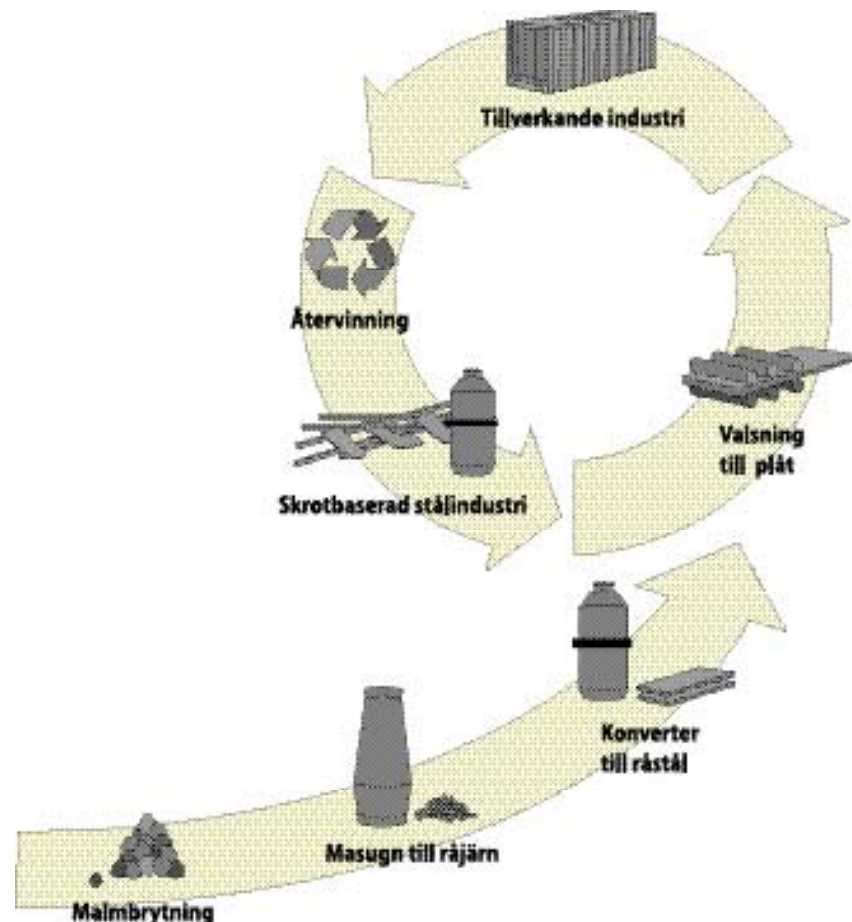 Tillverkande industri
Återvinning
Valsning
till plåt
Skrotbaserad stålindustri
Konverter
till råstål
Masugn till råjärn
Malmbrytning